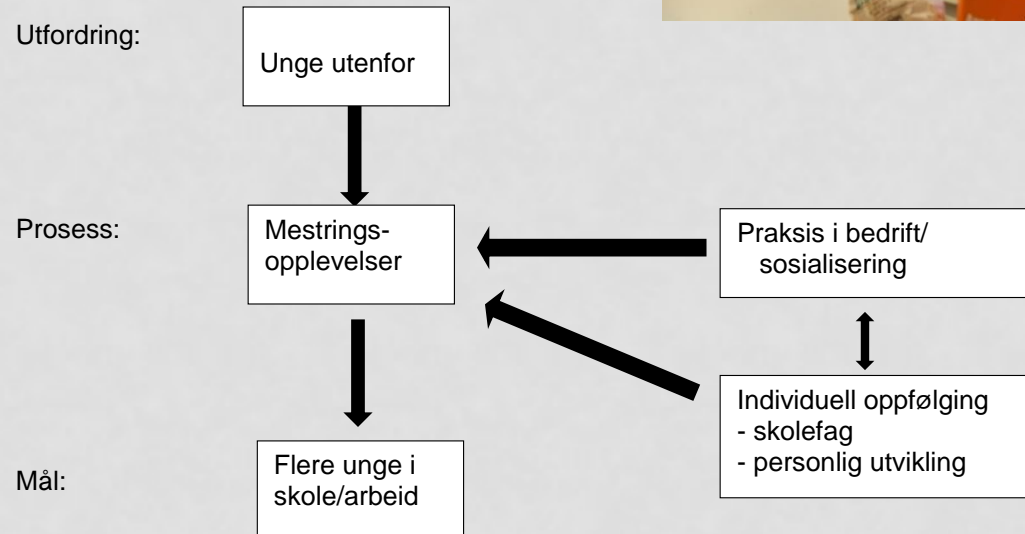 Utfordring:
Unge utenfor
Prosess:
Mestrings-
opplevelser
Praksis i bedrift/
sosialisering
Individuell oppfølging
- skolefag
- personlig utvikling
Mål:
Flere unge i
skole/arbeid